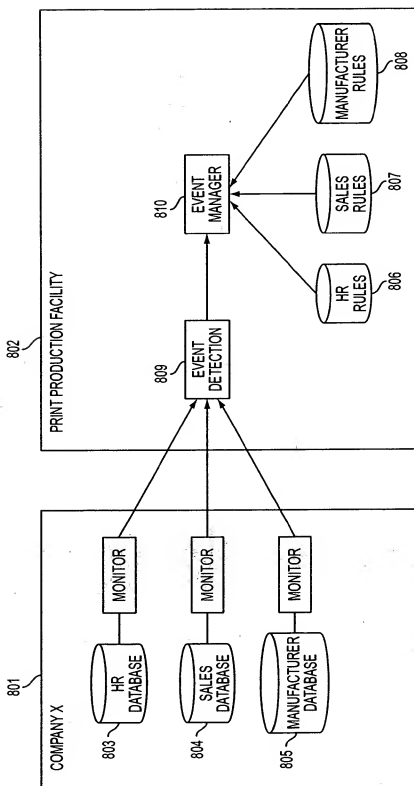 801
COMPANY X
HR
DATABASE
803
MONITOR
SALES
DATABASE
804
MONITOR
MANUFACTURER
DATABASE
805
MONITOR
802
PRINT PRODUCTION FACILITY
809
EVENT
DETECTION
810
EVENT
MANAGER
HR
RULES
806
SALES
RULES
807
MANUFACTURER
RULES
808